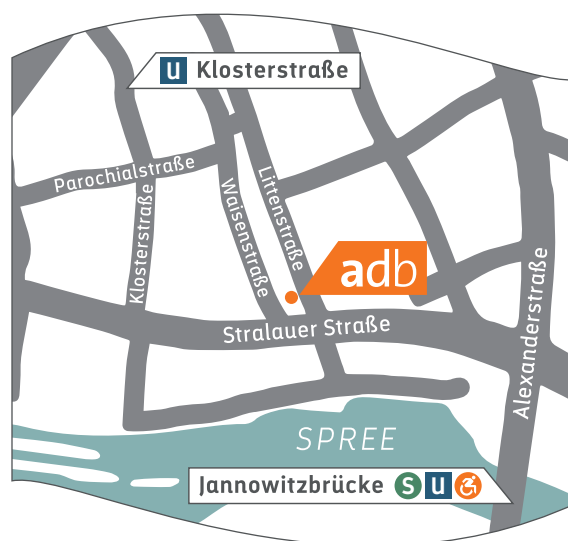 U Klosterstraße
Parochialstraße
Klosterstraße
Waisenstraße
Littenstraße
adb
Stralauer Straße
Alexanderstraße
SPREE
Jannowitzbrücke S U